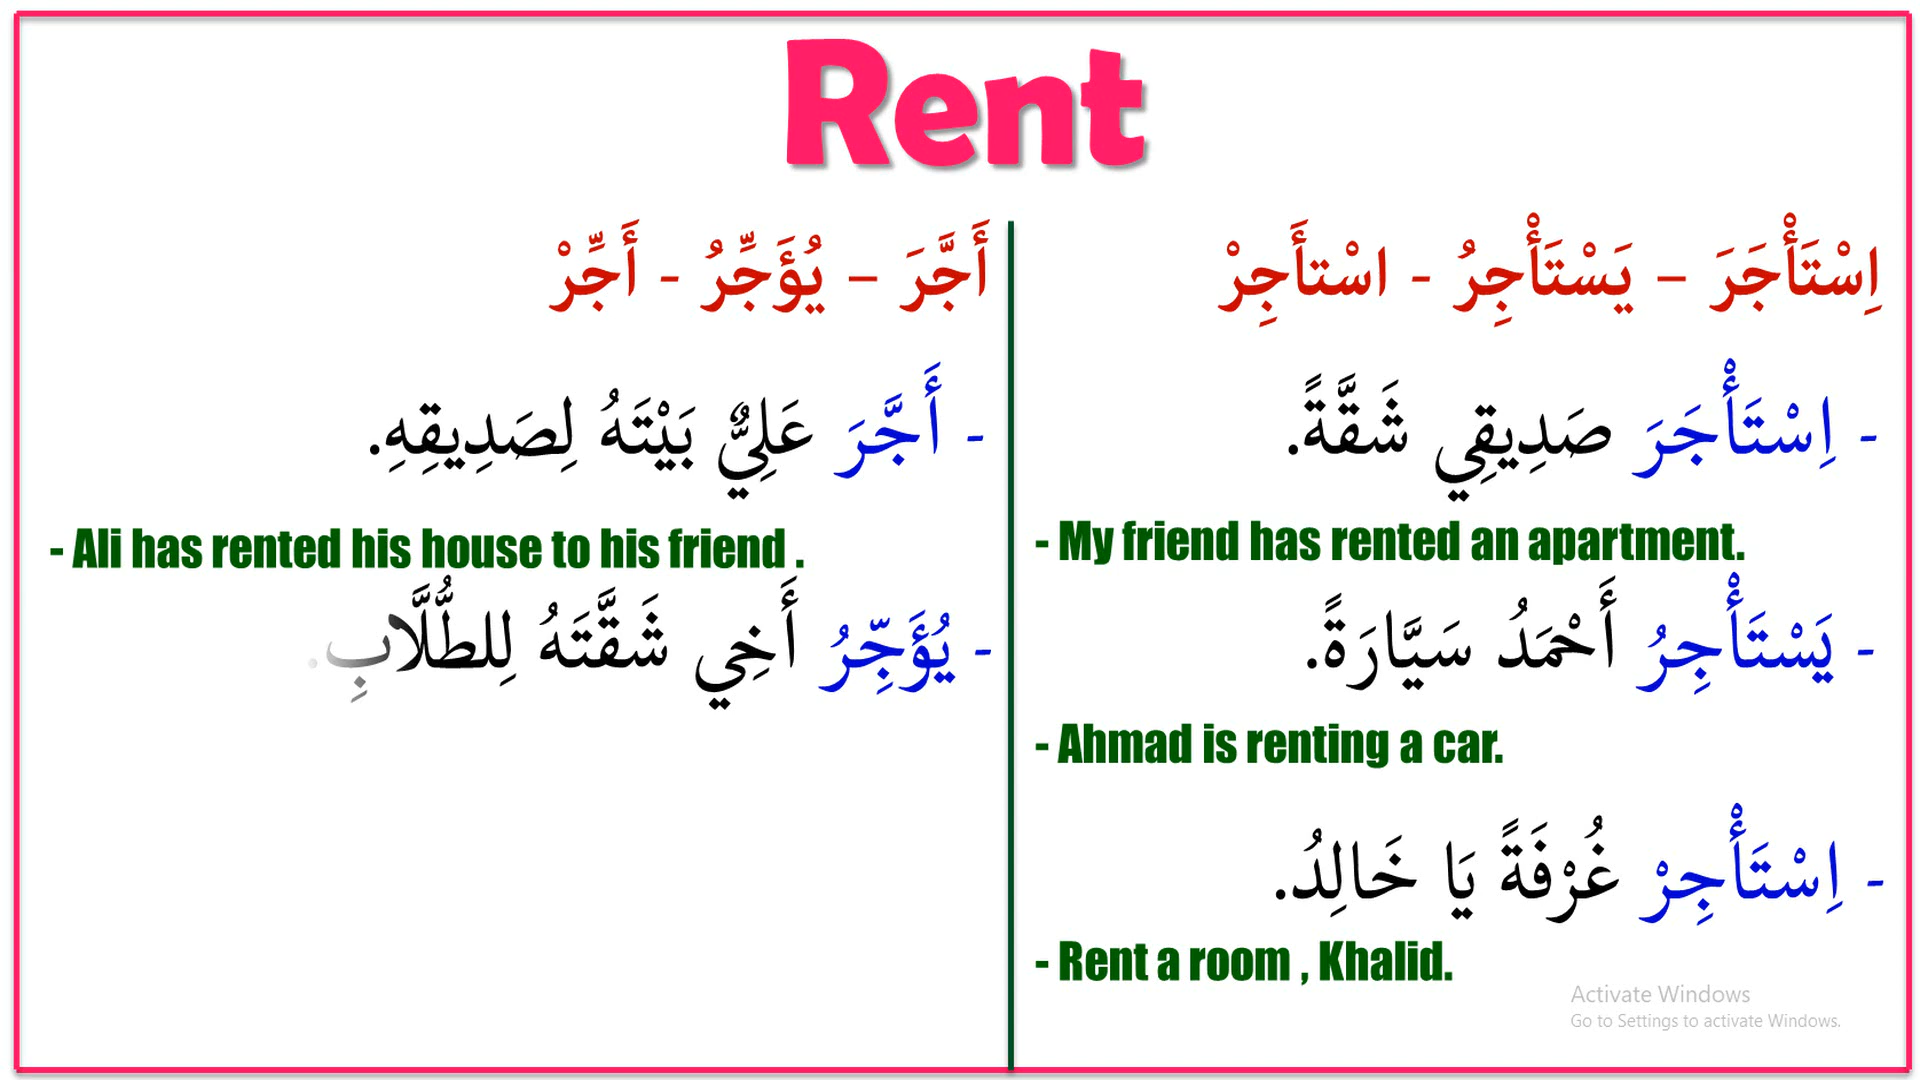 Rent
اِسْتَأْجَرَ – يَسْتَأْجِرُ - اسْتأَجِرْ
- اِسْتَأْجَرَ صَدِيقِي شَقَّةً.
- My friend has rented an apartment.
- يَسْتَأْجِرُ أَحْمَدُ سَيَّارَةً.
- Ahmad is renting a car.
- اِسْتَأْجِرْ غُرْفَةً يَا خَالِدُ.
- Rent a room , Khalid.
أَجَّرَ – يُؤَجِّرُ - أَجِّرْ
- أَجَّرَ عَلِيٌّ بَيْتَهُ لِصَدِيقِهِ.
- Ali has rented his house to his friend .
- يُؤَجِّرُ أَخِي شَقَّتَهُ لِلطُّلَّابِ.
Activate Windows
Go to Settings to activate Windows.